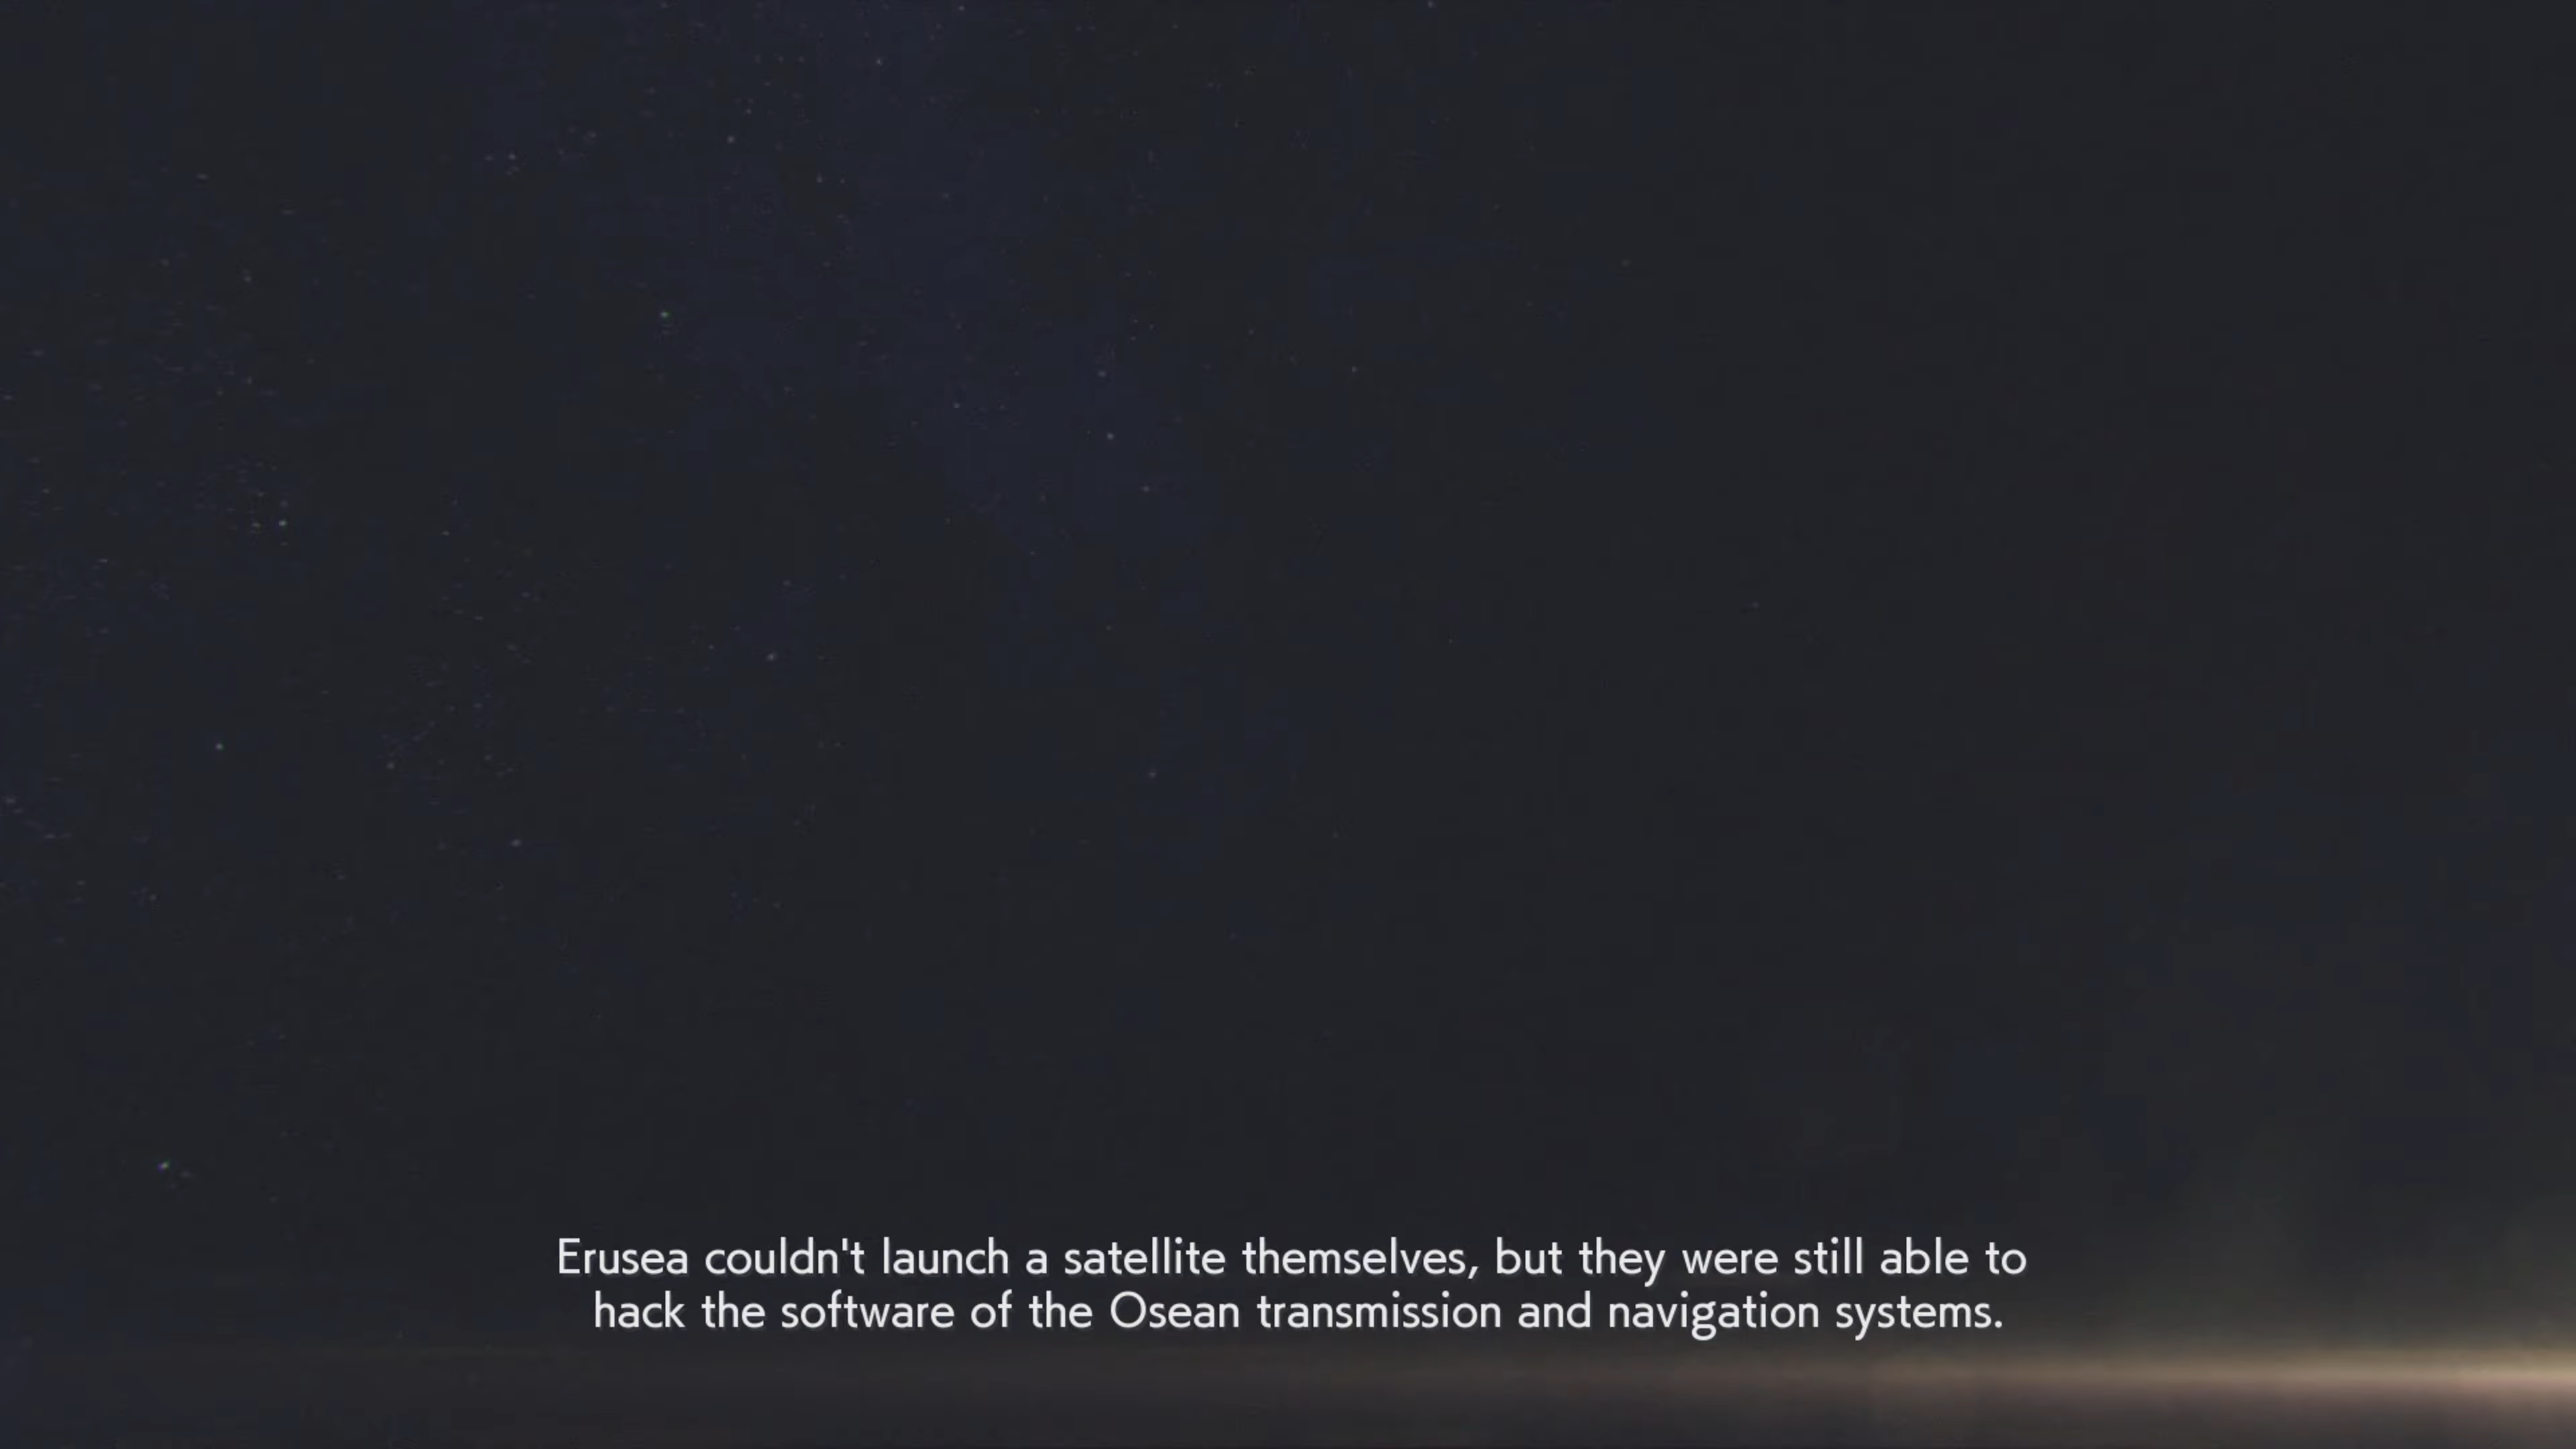 Erusea couldn't launch a satellite themselves, but they were still able to
hack the software of the Osean transmission and navigation systems.